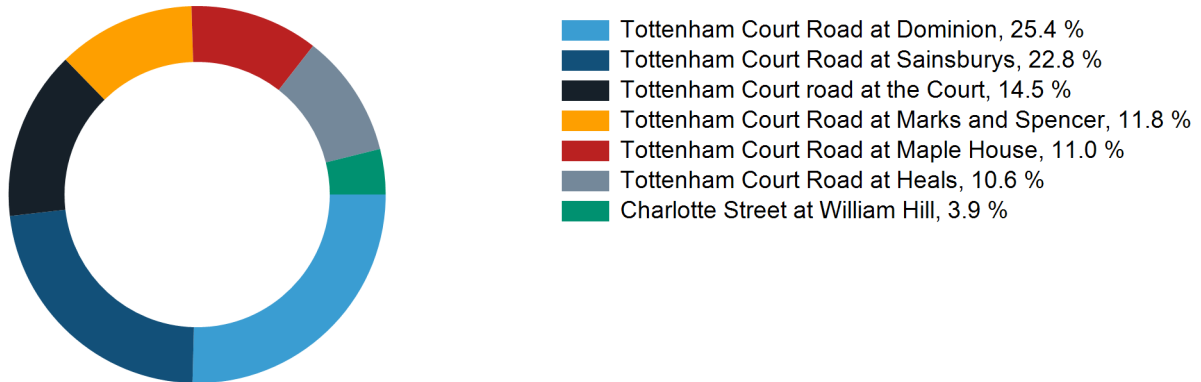 Tottenham Court Road at Dominion, 25.4 %
Tottenham Court Road at Sainsburys, 22.8 %
Tottenham Court road at the Court, 14.5 %
Tottenham Court Road at Marks and Spencer, 11.8 %
Tottenham Court Road at Maple House, 11.0 %
Tottenham Court Road at Heals, 10.6 %
Charlotte Street at William Hill, 3.9 %